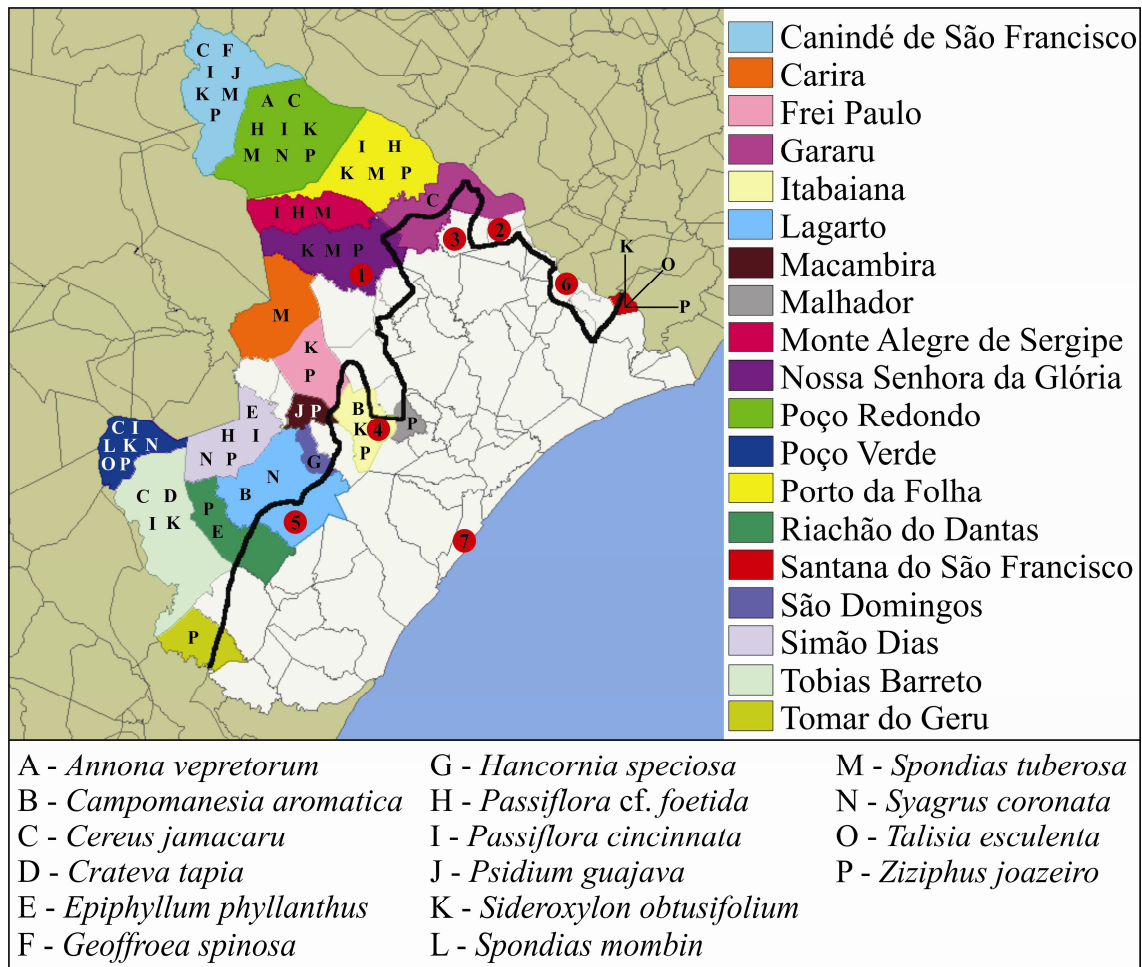 C F
I J
K M
P
A C
H I K
M N P
I H
K M P
I H M
C
K M P
1
2
3
6
K
O
P
M
K
P
J P
B
K
4
P
P
G
E
H I
N P
C I
L K N
O P
N
B
5
C D
I K
P
E
P
7
Canindé de São Francisco
Carira
Frei Paulo
Gararu
Itabaiana
Lagarto
Macambira
Malhador
Monte Alegre de Sergipe
Nossa Senhora da Glória
Poço Redondo
Poço Verde
Porto da Folha
Riachão do Dantas
Santana do São Francisco
São Domingos
Simão Dias
Tobias Barreto
Tomar do Geru
A - Annona vepretorum
B - Campomanesia aromatica
C - Cereus jamacaru
D - Crateva tapia
E - Epiphyllum phyllanthus
F - Geoffroea spinosa
G - Hancornia speciosa
H - Passiflora cf. foetida
I - Passiflora cincinnata
J - Psidium guajava
K - Sideroxylon obtusifolium
L - Spondias mombin
M - Spondias tuberosa
N - Syagrus coronata
O - Talisia esculenta
P - Ziziphus joazeiro